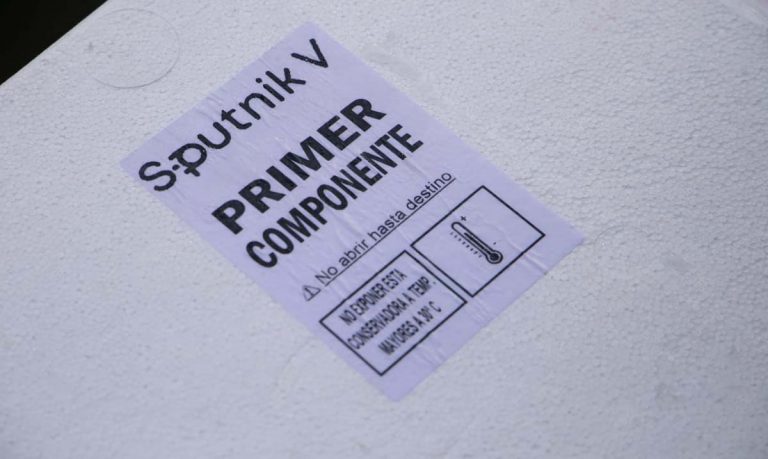 Sputnik V
PRIMER
COMPONENTE
No abrir hasta destino
NO EXPONER ESTA
CONSERVADORA A TEMP.
MAYORES A 30° C